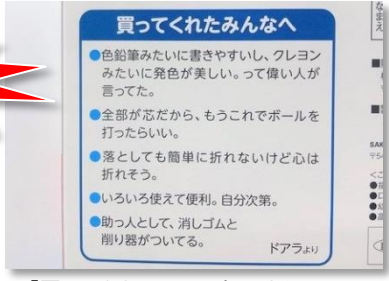 買ってくれたみんなへ
●色鉛筆みたいに書きやすいし、クレヨン
みたいに発色が美しい。って偉い人が
言ってた。
●全部が芯だから、もうこれでボールを
打ったらいい。
●落としても簡単に折れないけど心は
折れそう。
●いろいろ使えて便利。自分次第。
●助っ人として、消しゴムと
削り器がついてる。
ドアラより
なまえ
SAK